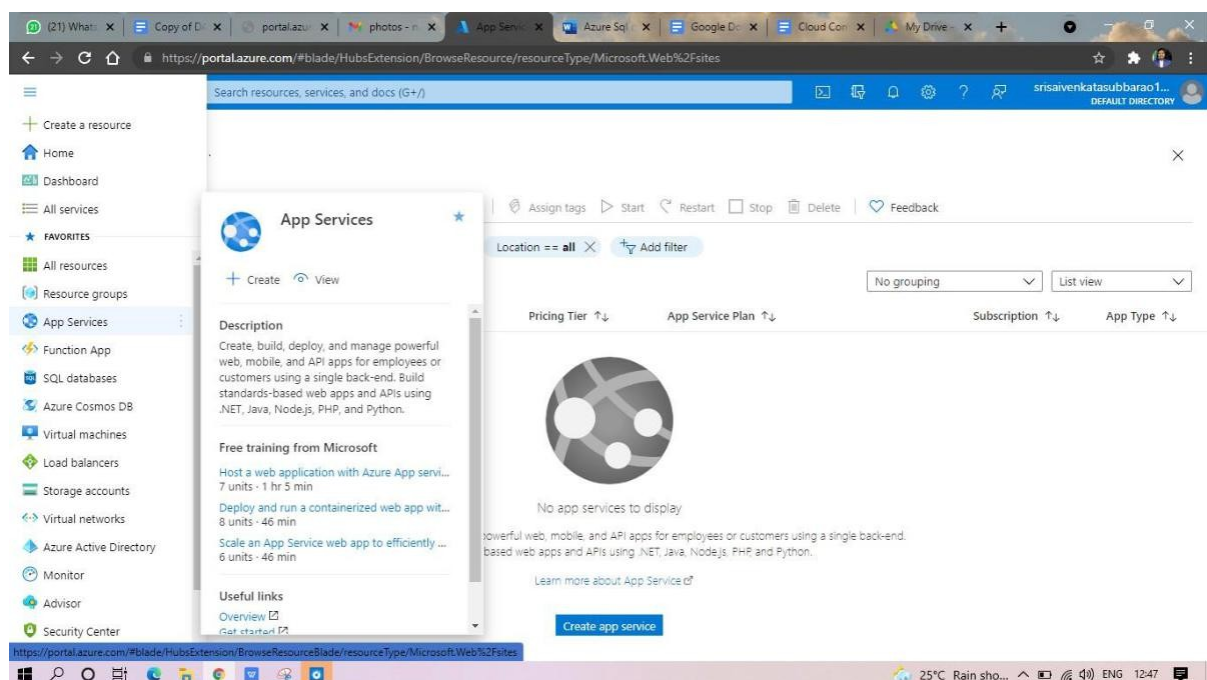 (21) What:
Copy of D
portal.azur
photos - n
App Servic
Azure Sql
Google Do
Cloud Con
My Drive -
https://portal.azure.com/#blade/HubsExtension/BrowseResource/resourceType/Microsoft.Web%2Fsites
Search resources, services, and docs (G+/)
srisaivenkatasubbarao1...
DEFAULT DIRECTORY
Create a resource
Home
Dashboard
All services
FAVORITES
All resources
Resource groups
App Services
Function App
SQL databases
Azure Cosmos DB
Virtual machines
Load balancers
Storage accounts
Virtual networks
Azure Active Directory
Monitor
Advisor
Security Center
App Services
Create View
Description
Create, build, deploy, and manage powerful
web, mobile, and API apps for employees or
customers using a single back-end. Build
standards-based web apps and APIs using
.NET, Java, Node.js, PHP, and Python.
Free training from Microsoft
Host a web application with Azure App servi...
7 units - 1 hr 5 min
Deploy and run a containerized web app wit...
8 units - 46 min
Scale an App Service web app to efficiently ...
6 units - 46 min
Useful links
Overview
Get started
Assign tags Start Restart Stop Delete Feedback
Location == all Add filter
No grouping List view
Pricing Tier App Service Plan Subscription App Type
No app services to display
powerful web, mobile, and API apps for employees or customers using a single back-end.
based web apps and APIs using .NET, Java, Node.js, PHP, and Python.
Learn more about App Service
Create app service
https://portal.azure.com/#blade/HubsExtension/BrowseResourceBlade/resourceType/Microsoft.Web%2Fsites
25°C Rain sho... ENG 12:47